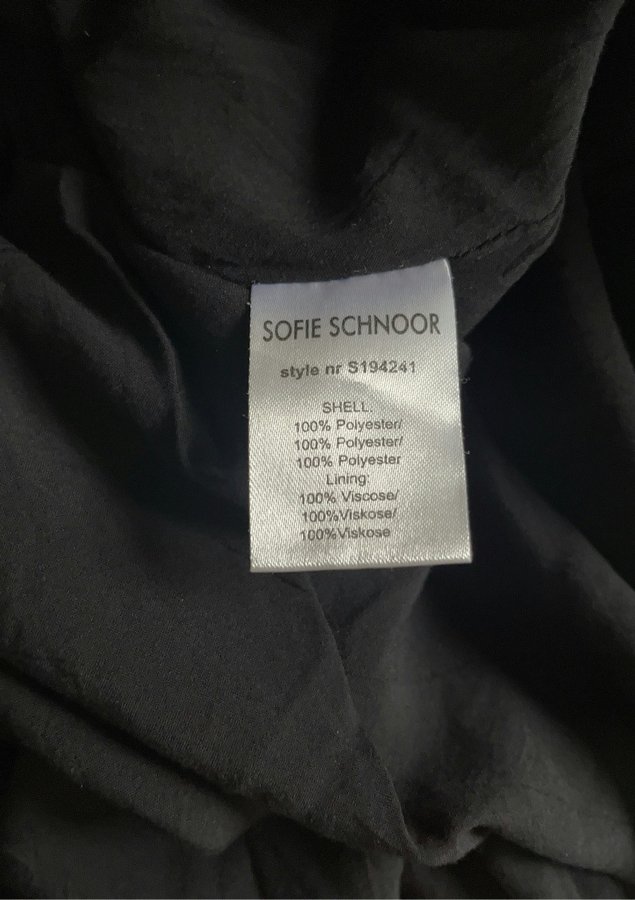 SOFIE SCHNOOR
style nr S194241
SHELL:
100% Polyester/
100% Polyester/
100% Polyester
Lining:
100% Viscose/
100%Viskose/
100%Viskose